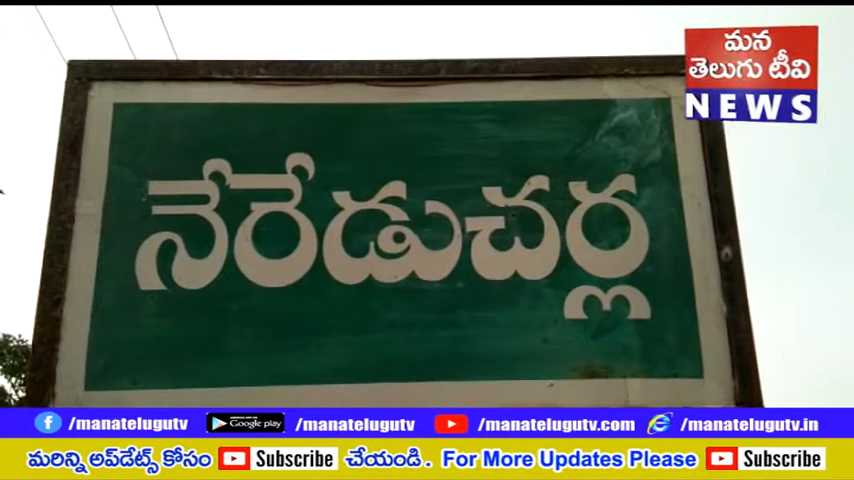 మన
తెలుగు టీవి
NEWS
నేరేడుచర్ల
f /manatelugutv Google play /manatelugutv /manatelugutv.com /manatelugutv.in
మరిన్ని అప్‌డేట్స్ కోసం Subscribe చేయండి. For More Updates Please Subscribe